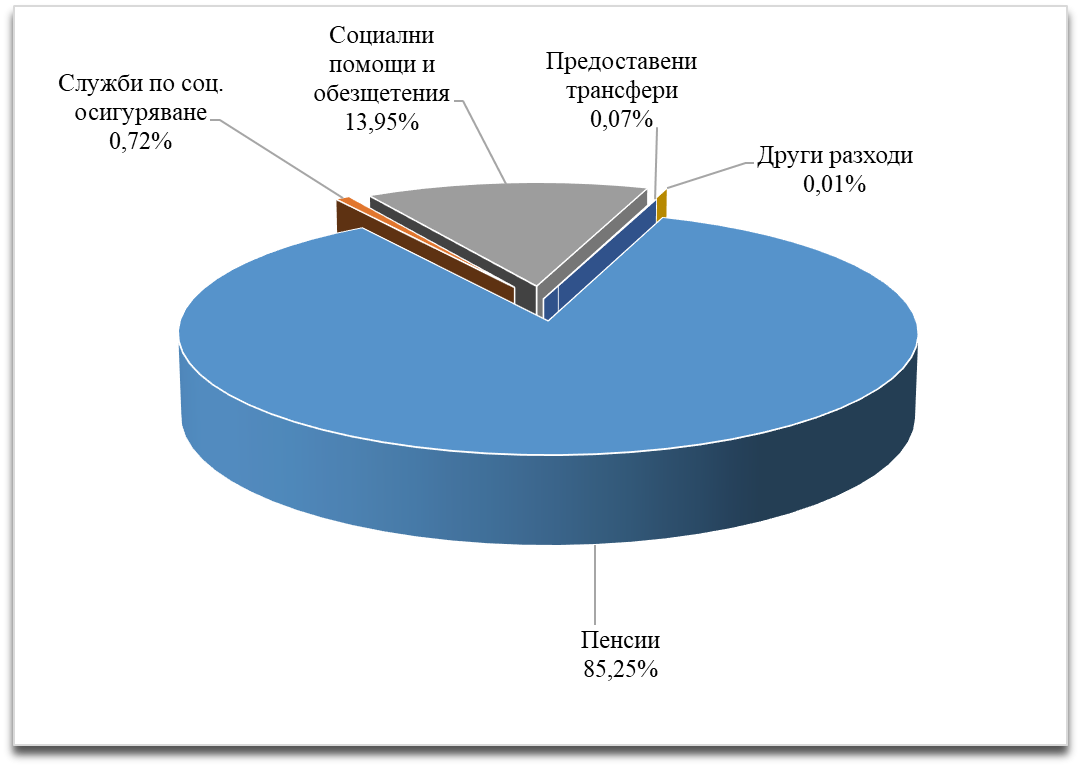 Социални
помощи и
обезщетения
13,95%
Предоставени
трансфери
0,07%
Служби по соц.
осигуряване
0,72%
Други разходи
0,01%
Пенсии
85,25%